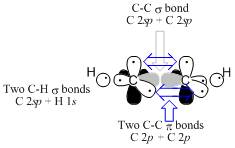 C-C σ bond
C 2sp + C 2sp
H C C H
Two C-H σ bonds
C 2sp + H 1s
Two C-C π bonds
C 2p + C 2p